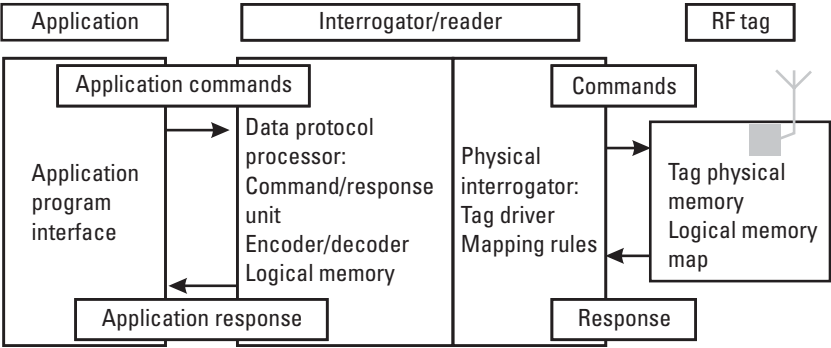 Application
Interrogator/reader
RF tag
Application commands
Commands
Application
program
interface
Data protocol
processor:
Command/response
unit
Encoder/decoder
Logical memory
Physical
interrogator:
Tag driver
Mapping rules
Tag physical
memory
Logical memory
map
Application response
Response